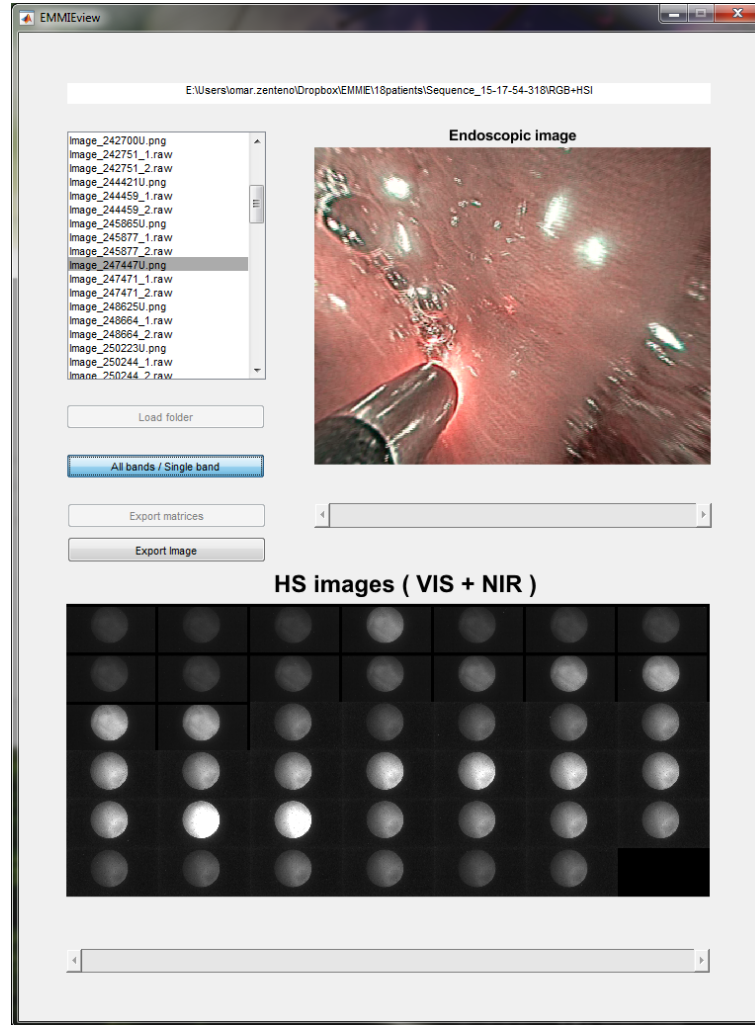 EMMIEview
E:\Users\omar.zenteno\Dropbox\EMMIE\18patients\Sequence_15-17-54-318\RGB+HSI
Image_242700U.png
Image_242751_1.raw
Image_242751_2.raw
Image_244421U.png
Image_244459_1.raw
Image_244459_2.raw
Image_245865U.png
Image_245877_1.raw
Image_245877_2.raw
Image_247447U.png
Image_247471_1.raw
Image_247471_2.raw
Image_248625U.png
Image_248664_1.raw
Image_248664_2.raw
Image_250223U.png
Image_250244_1.raw
Image_250244_2.raw
Endoscopic image
Load folder
All bands / Single band
Export matrices
Export Image
HS images ( VIS + NIR )